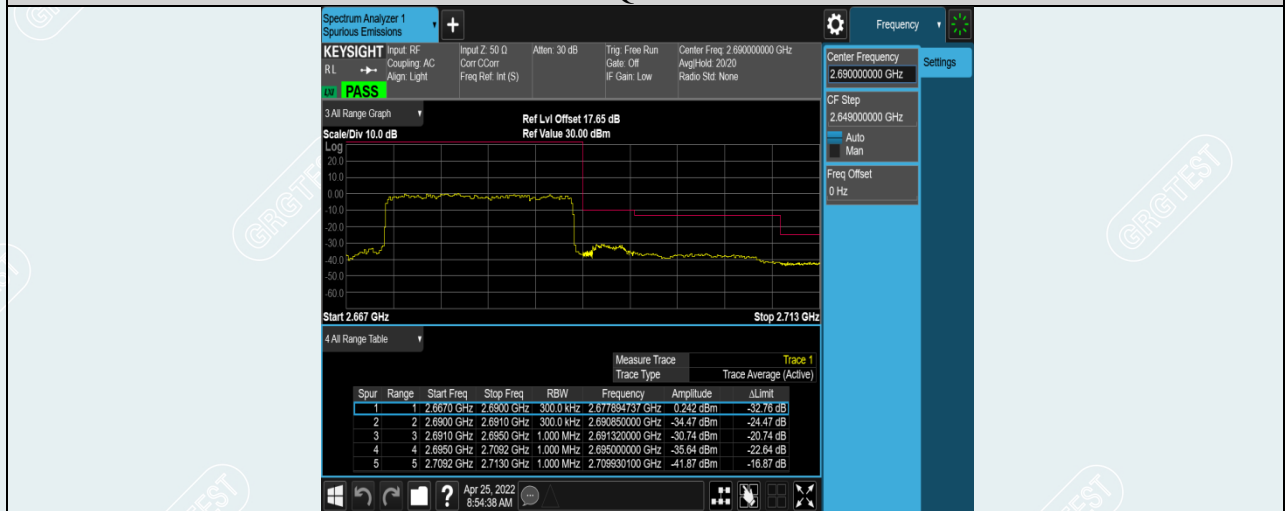 Spectrum Analyzer 1
Spurious Emissions
Frequency
KEYSIGHT Input: RF Input Z: 50 Ω Atten: 30 dB Trig: Free Run Center Freq: 2.690000000 GHz
RL Coupling: AC Corr CCorr Gate: Off Avg|Hold: 20/20
Align: Light Freq Ref: Int (S) IF Gain: Low Radio Std: None
PASS
Center Frequency
2.690000000 GHz
Settings
CF Step
2.649000000 GHz
Auto
Man
Freq Offset
0 Hz
3 All Range Graph
Ref Lvl Offset 17.65 dB
Scale/Div 10.0 dB Ref Value 30.00 dBm
Log
20.0
10.0
0.00
-10.0
-20.0
-30.0
-40.0
-50.0
-60.0
Start 2.667 GHz Stop 2.713 GHz
4 All Range Table
Measure Trace Trace 1
Trace Type Trace Average (Active)
Spur Range Start Freq Stop Freq RBW Frequency Amplitude ΔLimit
1 1 2.6670 GHz 2.6900 GHz 300.0 kHz 2.677894737 GHz 0.242 dBm -32.76 dB
2 2 2.6900 GHz 2.6910 GHz 300.0 kHz 2.690850000 GHz -34.47 dBm -24.47 dB
3 3 2.6910 GHz 2.6950 GHz 1.000 MHz 2.691320000 GHz -30.74 dBm -20.74 dB
4 4 2.6950 GHz 2.7092 GHz 1.000 MHz 2.695000000 GHz -35.64 dBm -22.64 dB
5 5 2.7092 GHz 2.7130 GHz 1.000 MHz 2.709930100 GHz -41.87 dBm -16.87 dB
Apr 25, 2022
8:54:38 AM
GRGTEST
GRGTEST